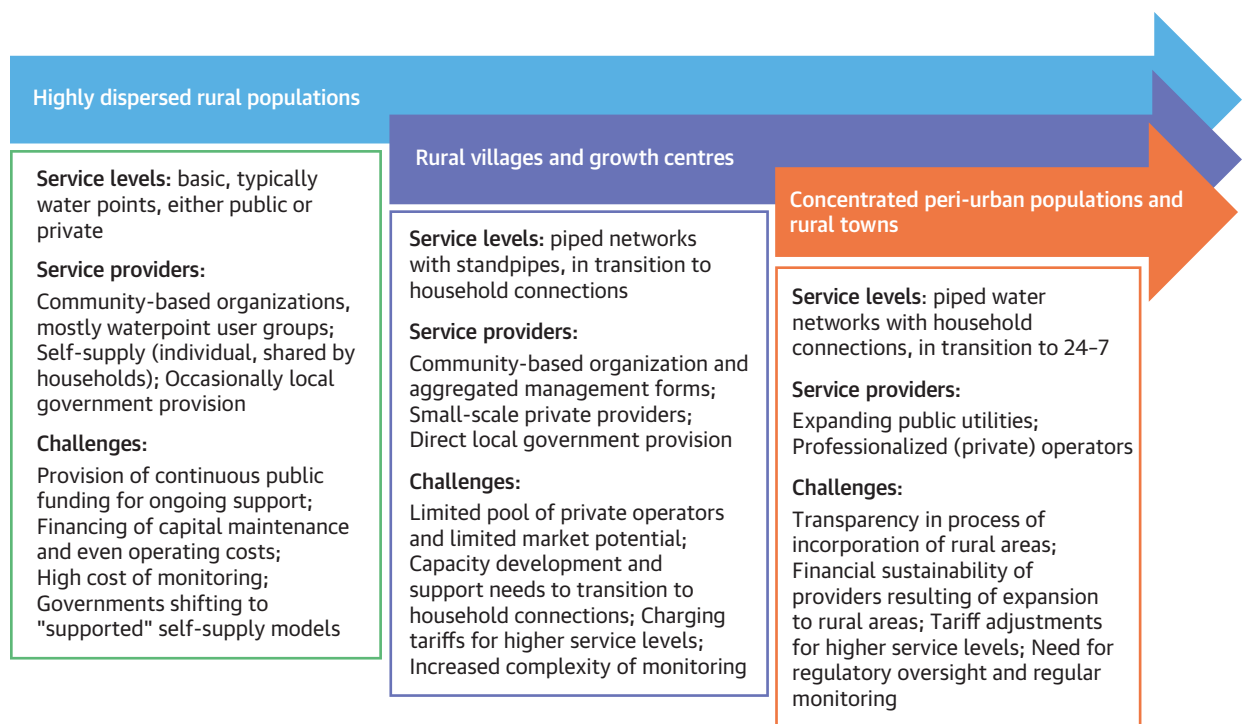 Highly dispersed rural populations
Service levels: basic, typically
water points, either public or
private
Service providers:
Community-based organizations,
mostly waterpoint user groups;
Self-supply (individual, shared by
households); Occasionally local
government provision
Challenges:
Provision of continuous public
funding for ongoing support;
Financing of capital maintenance
and even operating costs;
High cost of monitoring;
Governments shifting to
"supported" self-supply models
Rural villages and growth centres
Service levels: piped networks
with standpipes, in transition to
household connections
Service providers:
Community-based organization and
aggregated management forms;
Small-scale private providers;
Direct local government provision
Challenges:
Limited pool of private operators
and limited market potential;
Capacity development and
support needs to transition to
household connections; Charging
tariffs for higher service levels;
Increased complexity of monitoring
Concentrated peri-urban populations and
rural towns
Service levels: piped water
networks with household
connections, in transition to 24–7
Service providers:
Expanding public utilities;
Professionalized (private) operators
Challenges:
Transparency in process of
incorporation of rural areas;
Financial sustainability of
providers resulting of expansion
to rural areas; Tariff adjustments
for higher service levels; Need for
regulatory oversight and regular
monitoring